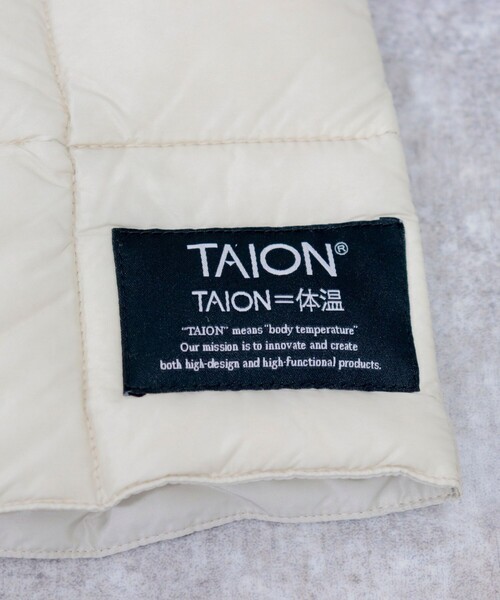 TAION®
TAION=体温
"TAION" means "body temperature"
Our mission is to innovate and create
both high-design and high-functional products.